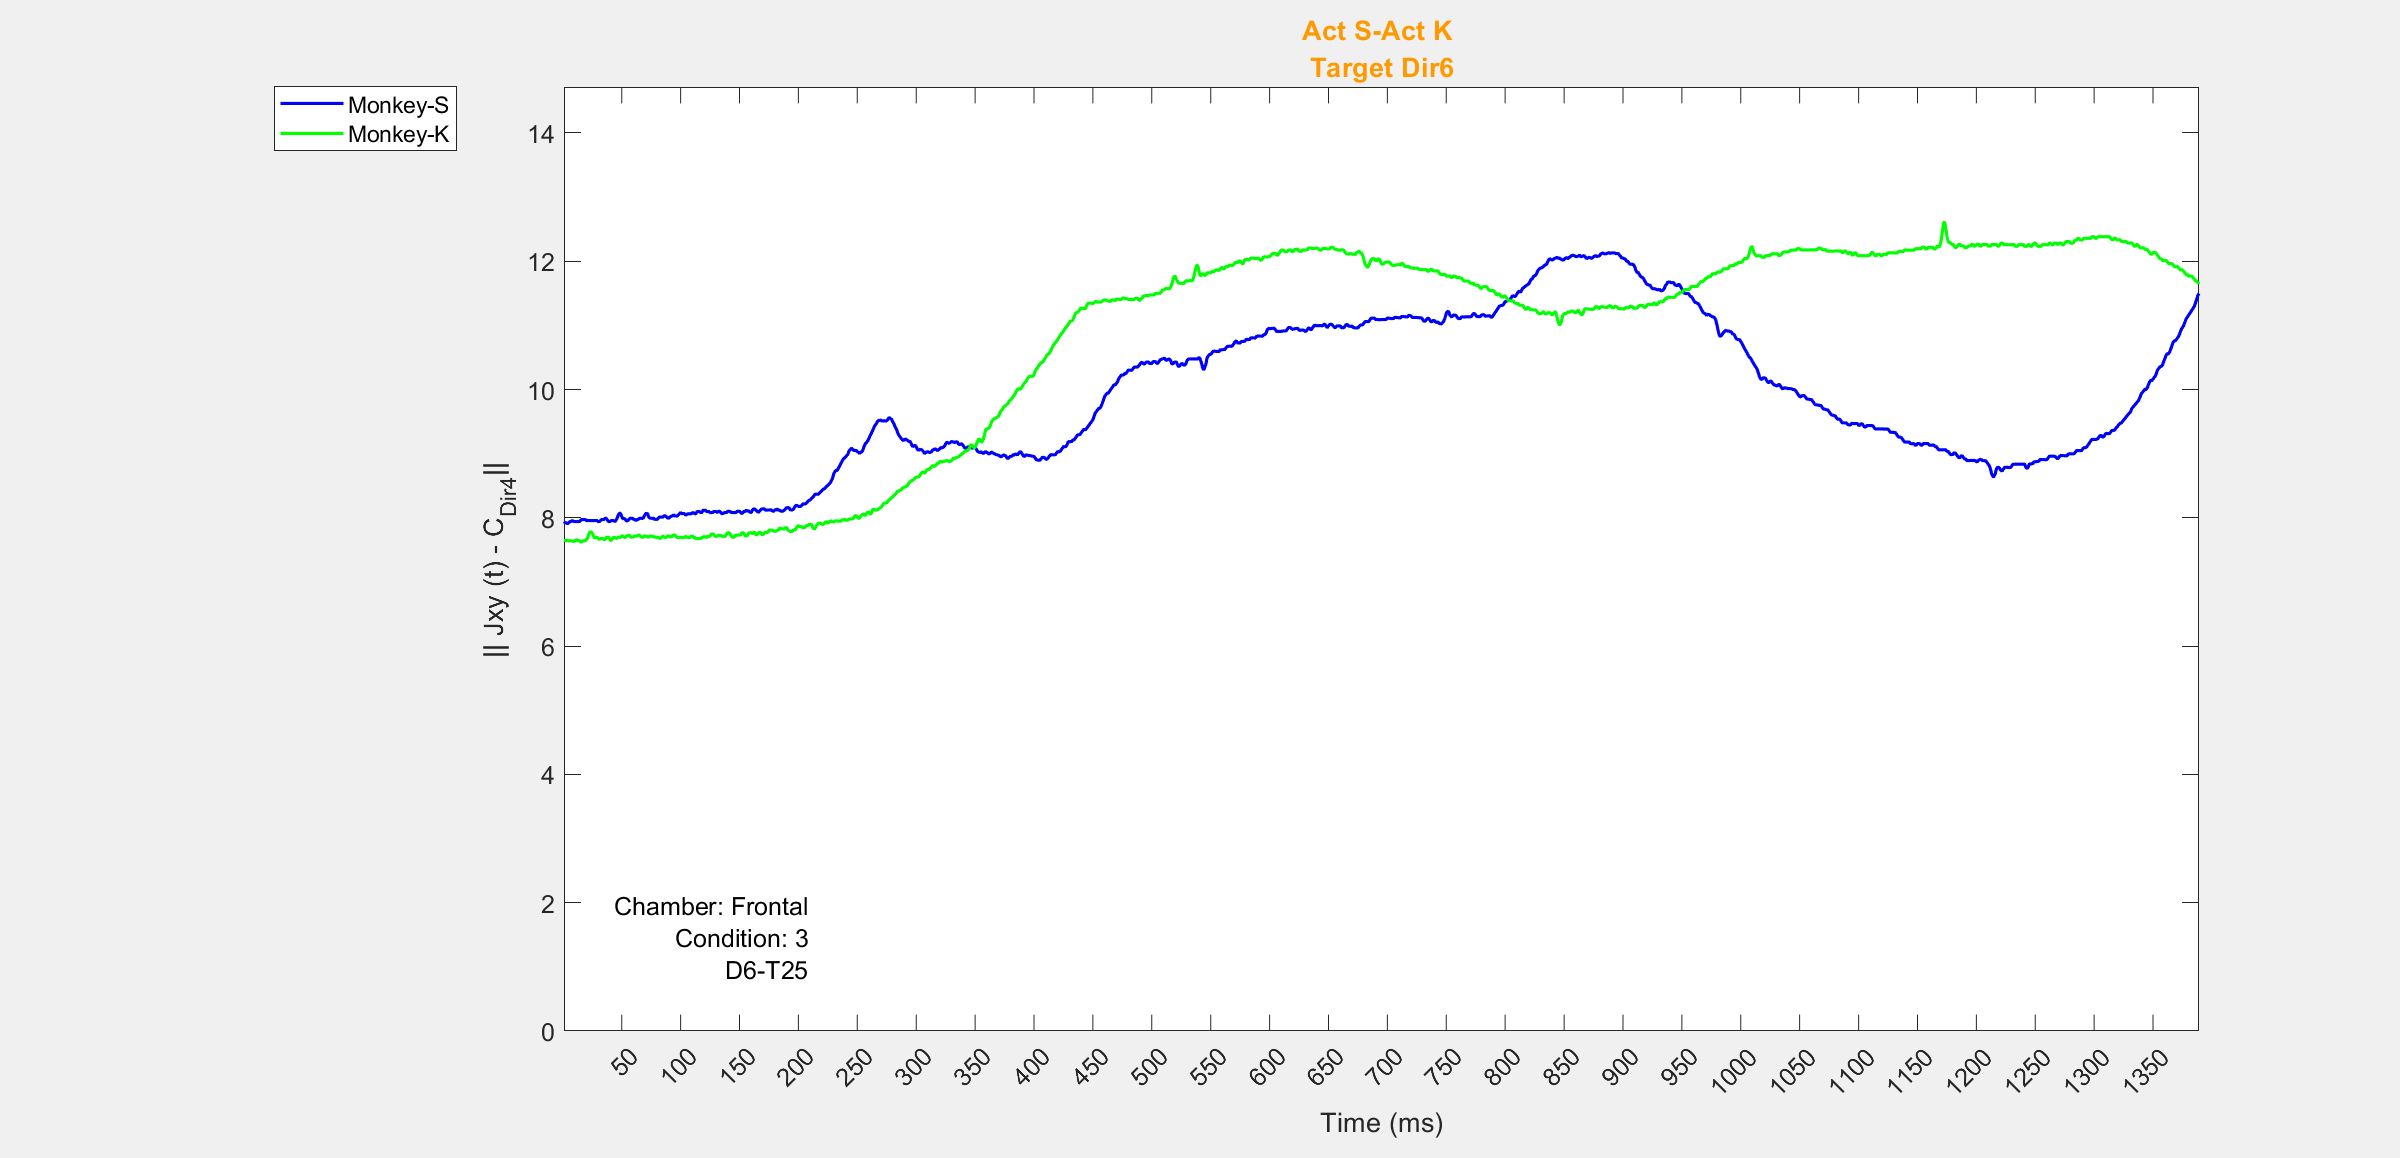 Act S-Act K
Target Dir6
Monkey-S
Monkey-K
14
12
10
8
6
4
2
0
|| Jxy (t) - C_Dir4||
Chamber: Frontal
Condition: 3
D6-T25
50 100 150 200 250 300 350 400 450 500 550 600 650 700 750 800 850 900 950 1000 1050 1100 1150 1200 1250 1300 1350
Time (ms)